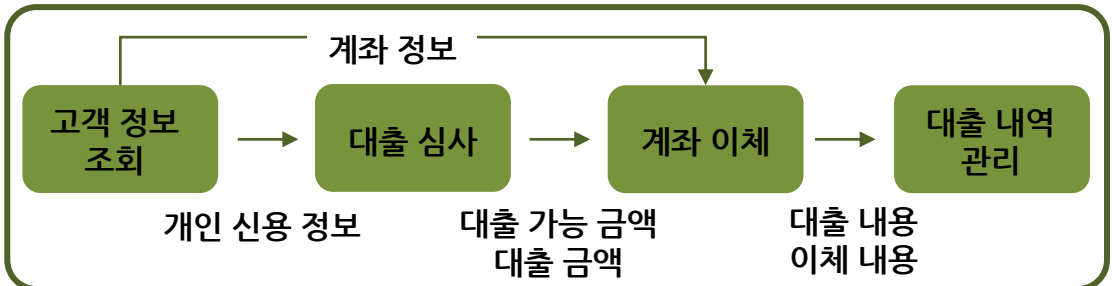 계좌 정보
고객 정보
조회
대출 심사
계좌 이체
대출 내역
관리
개인 신용 정보
대출 가능 금액
대출 금액
대출 내용
이체 내용